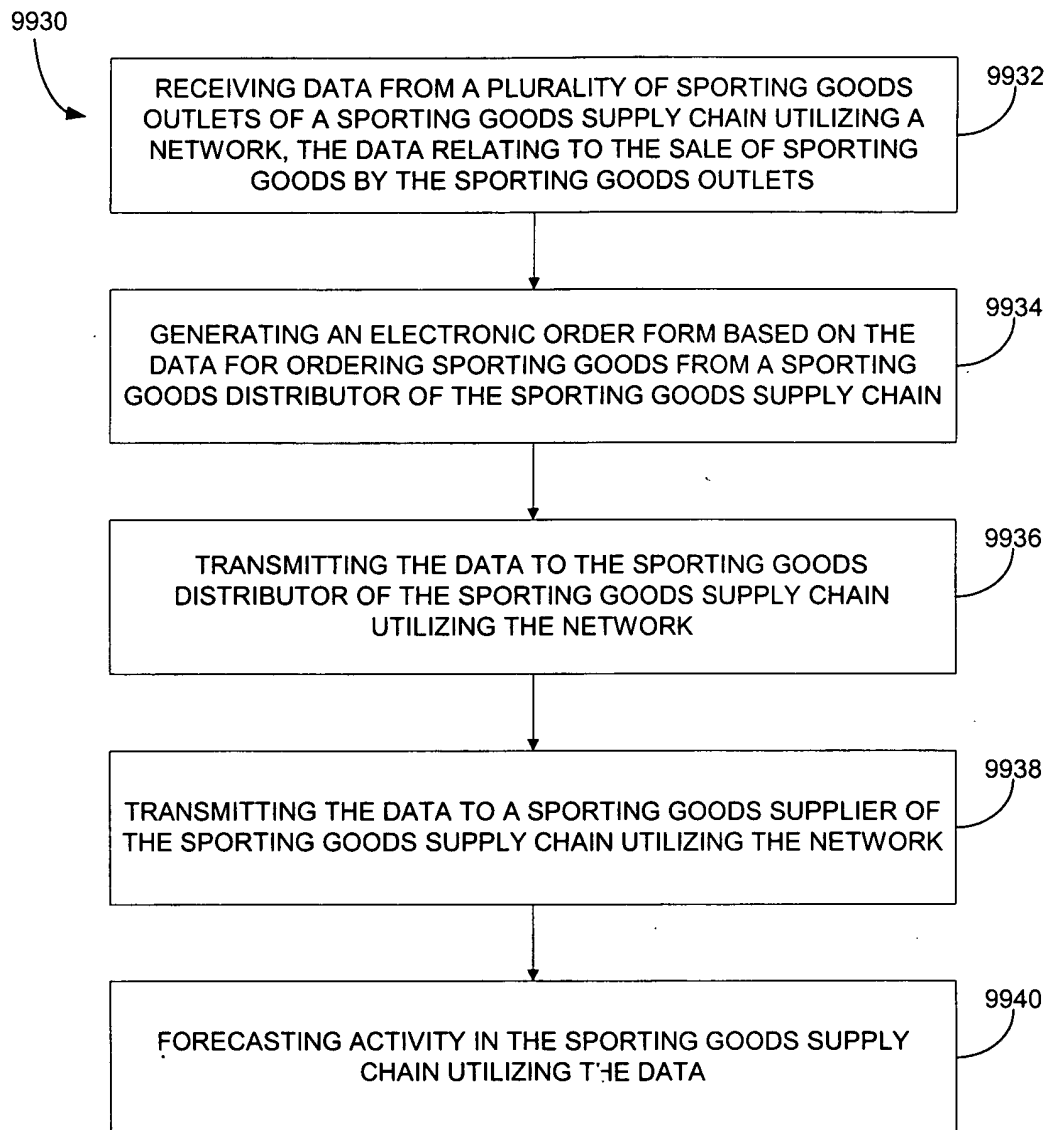 9930
RECEIVING DATA FROM A PLURALITY OF SPORTING GOODS
OUTLETS OF A SPORTING GOODS SUPPLY CHAIN UTILIZING A
NETWORK, THE DATA RELATING TO THE SALE OF SPORTING
GOODS BY THE SPORTING GOODS OUTLETS
9932
GENERATING AN ELECTRONIC ORDER FORM BASED ON THE
DATA FOR ORDERING SPORTING GOODS FROM A SPORTING
GOODS DISTRIBUTOR OF THE SPORTING GOODS SUPPLY CHAIN
9934
TRANSMITTING THE DATA TO THE SPORTING GOODS
DISTRIBUTOR OF THE SPORTING GOODS SUPPLY CHAIN
UTILIZING THE NETWORK
9936
TRANSMITTING THE DATA TO A SPORTING GOODS SUPPLIER OF
THE SPORTING GOODS SUPPLY CHAIN UTILIZING THE NETWORK
9938
FORECASTING ACTIVITY IN THE SPORTING GOODS SUPPLY
CHAIN UTILIZING THE DATA
9940